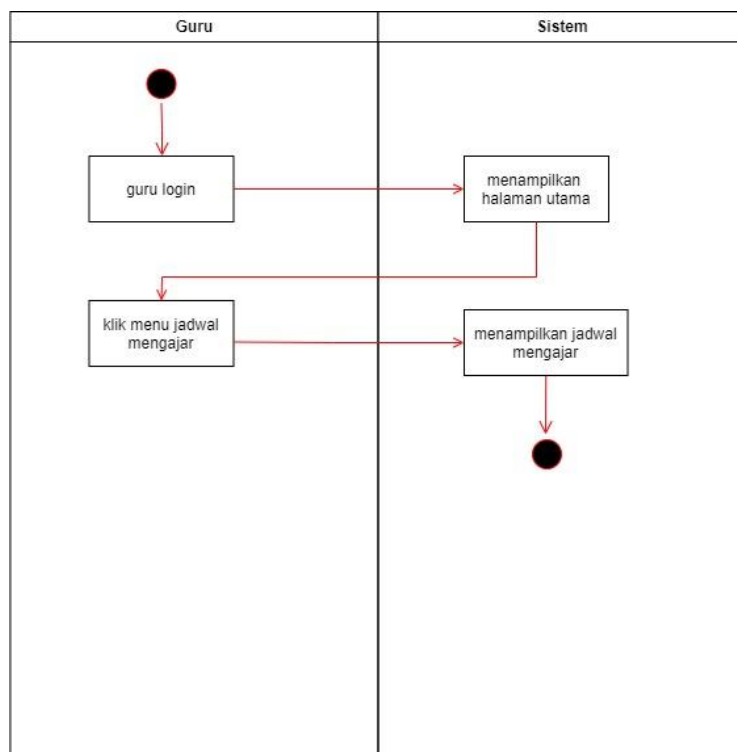 Guru
Sistem
guru login
menampilkan
halaman utama
klik menu jadwal
mengajar
menampilkan jadwal
mengajar